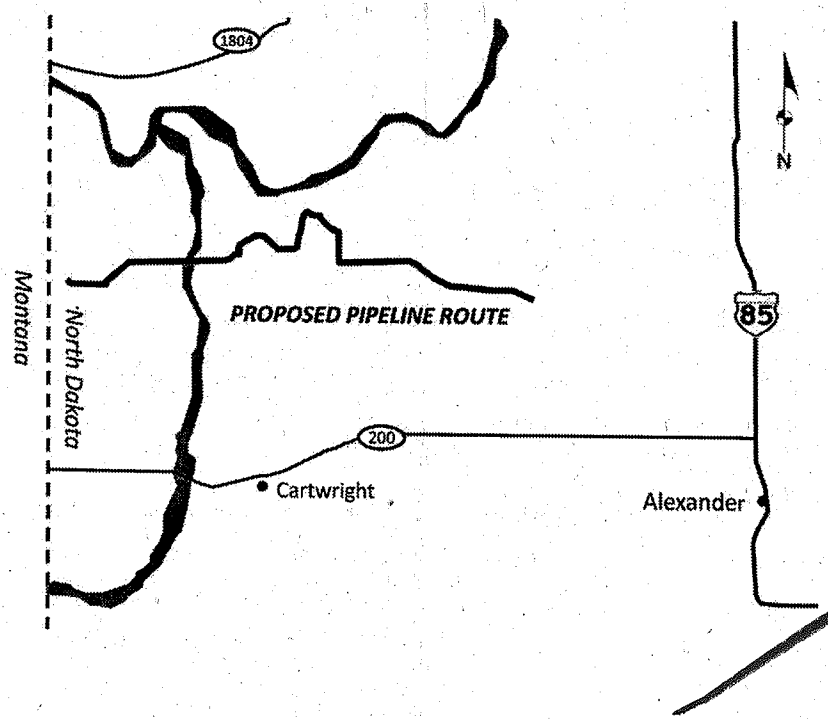 1804
N
PROPOSED PIPELINE ROUTE
85
Montana
North Dakota
200
Cartwright
Alexander